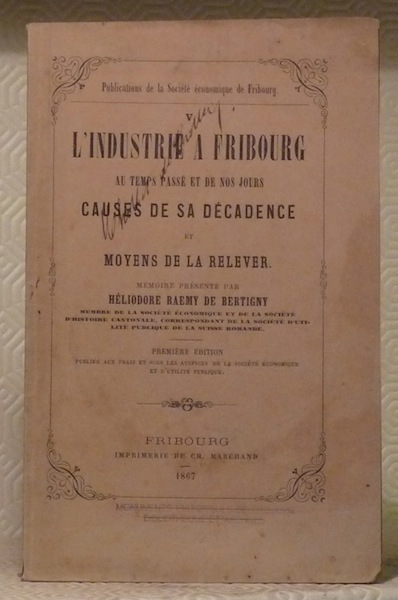 Publications de la Société économique de Fribourg.
V
L'INDUSTRIE A FRIBOURG
AU TEMPS PASSÉ ET DE NOS JOURS
CAUSES DE SA DÉCADENCE
ET
MOYENS DE LA RELEVER.
MÉMOIRE PRÉSENTÉ PAR
HÉLIODORE RAEMY DE BERTIGNY
MEMBRE DE LA SOCIÉTÉ ÉCONOMIQUE ET DE LA SOCIÉTÉ
D'HISTOIRE CANTONALE, CORRESPONDANT DE LA SOCIÉTÉ D'UTI-
LITÉ PUBLIQUE DE LA SUISSE ROMANDE.
PREMIÈRE ÉDITION
PUBLIÉE AUX FRAIS ET SOUS LES AUSPICES DE LA SOCIÉTÉ ÉCONOMIQUE
ET D'UTILITÉ PUBLIQUE.
FRIBOURG
IMPRIMERIE DE CH. MARCHAND
1867